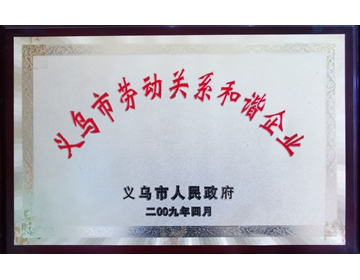 义乌市劳动关系和谐企业
义乌市人民政府
二00九年四月